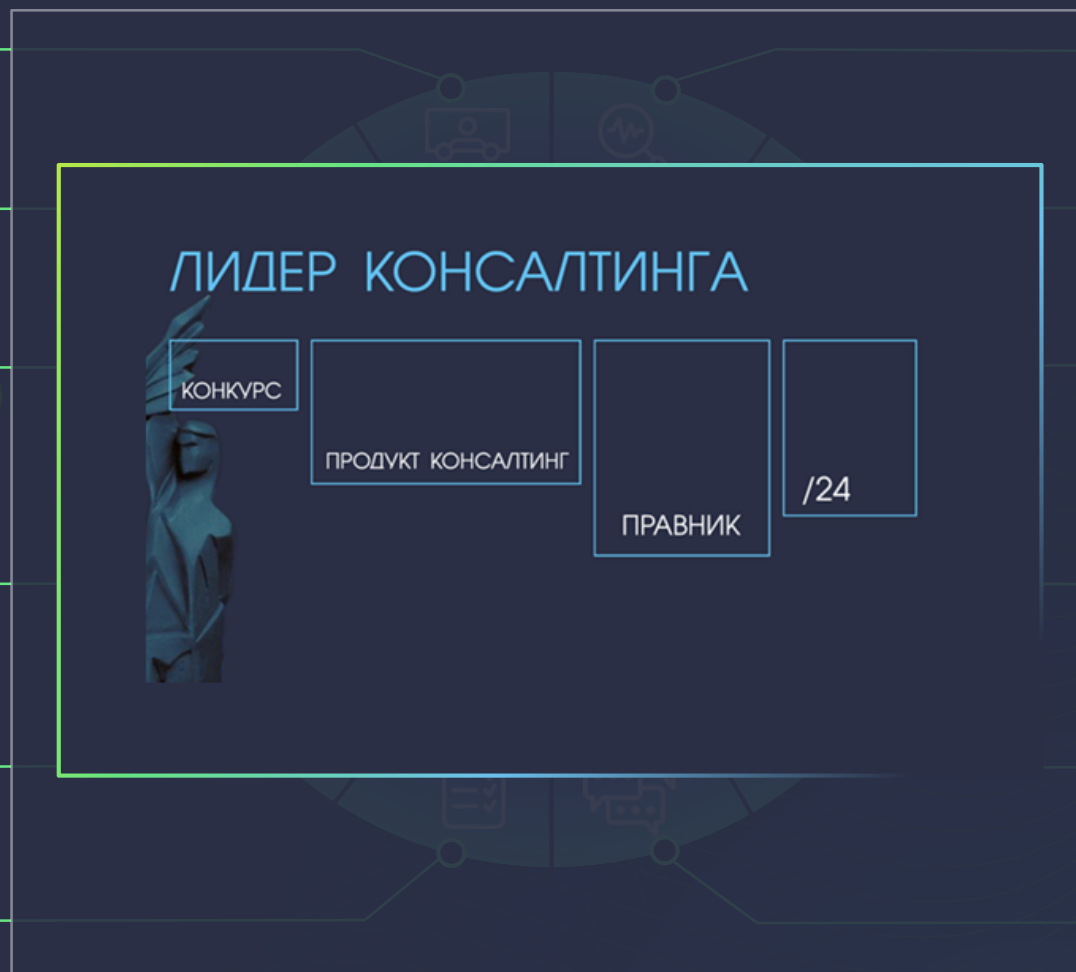 ЛИДЕР КОНСАЛТИНГА
КОНКУРС
ПРОДУКТ КОНСАЛТИНГ
ПРАВНИК
/24